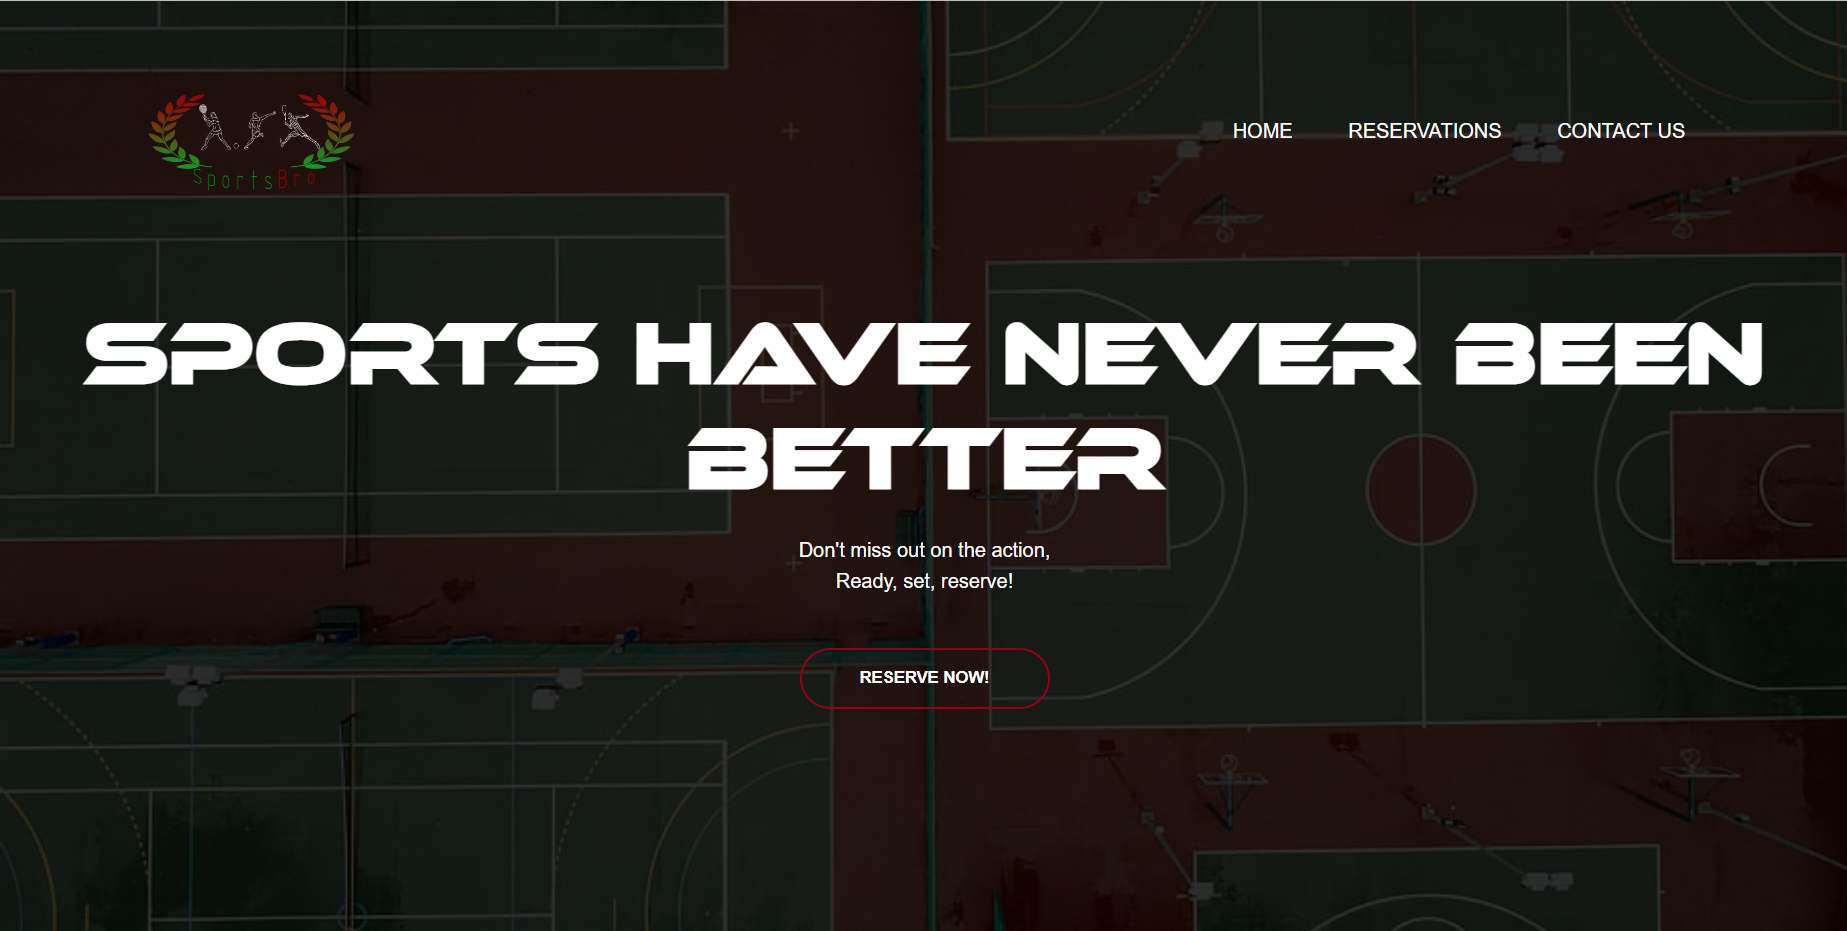 SportsBro
HOME
RESERVATIONS
CONTACT US
SPORTS HAVE NEVER BEEN
BETTER
Don't miss out on the action,
Ready, set, reserve!
RESERVE NOW!